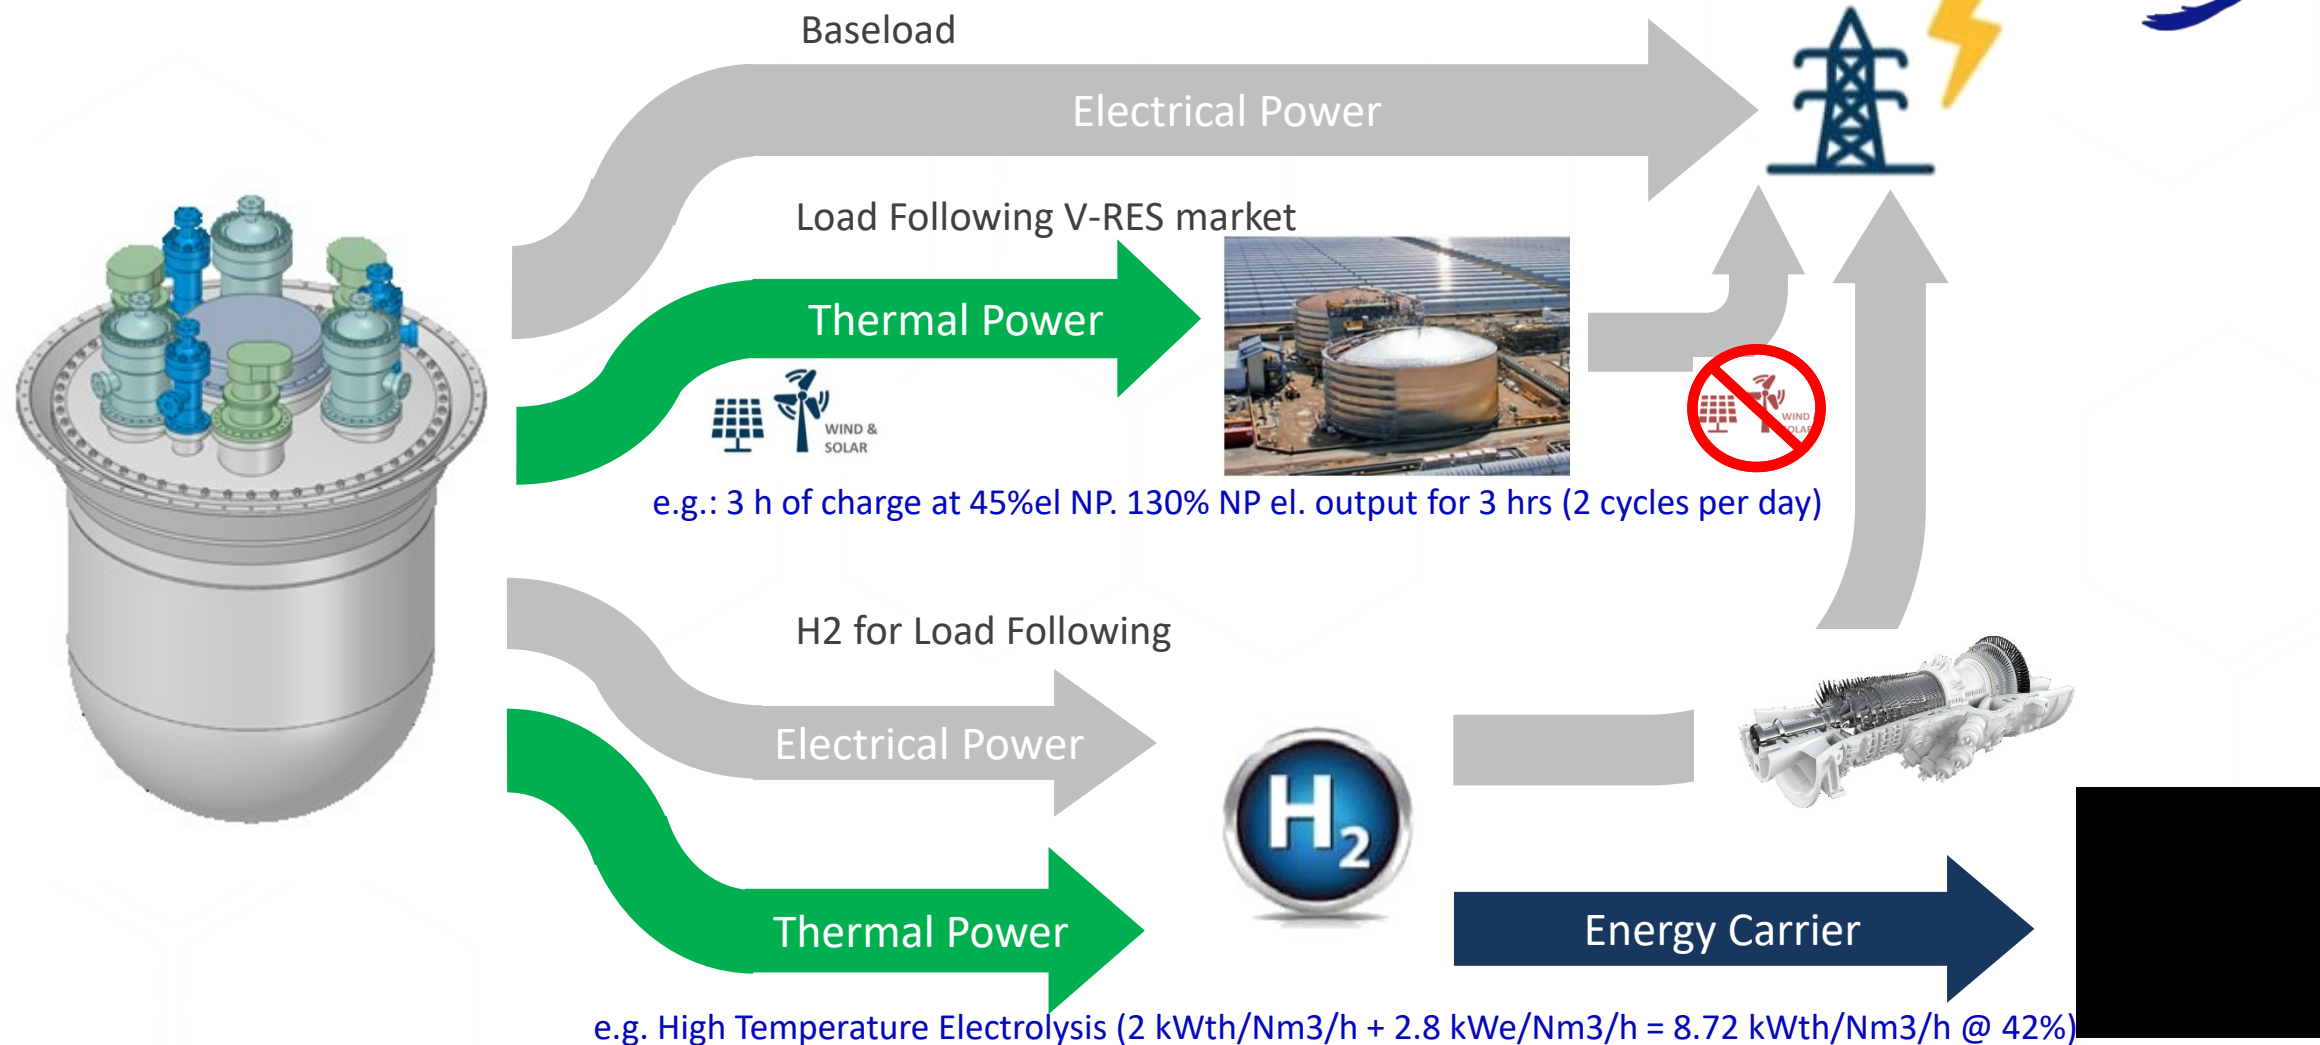 Baseload
Electrical Power
Load Following V-RES market
Thermal Power
WIND &
SOLAR
WIND &
SOLAR
e.g.: 3 h of charge at 45%el NP. 130% NP el. output for 3 hrs (2 cycles per day)
H2 for Load Following
Electrical Power
H2
Thermal Power
Energy Carrier
e.g. High Temperature Electrolysis (2 kWth/Nm3/h + 2.8 kWe/Nm3/h = 8.72 kWth/Nm3/h @ 42%)